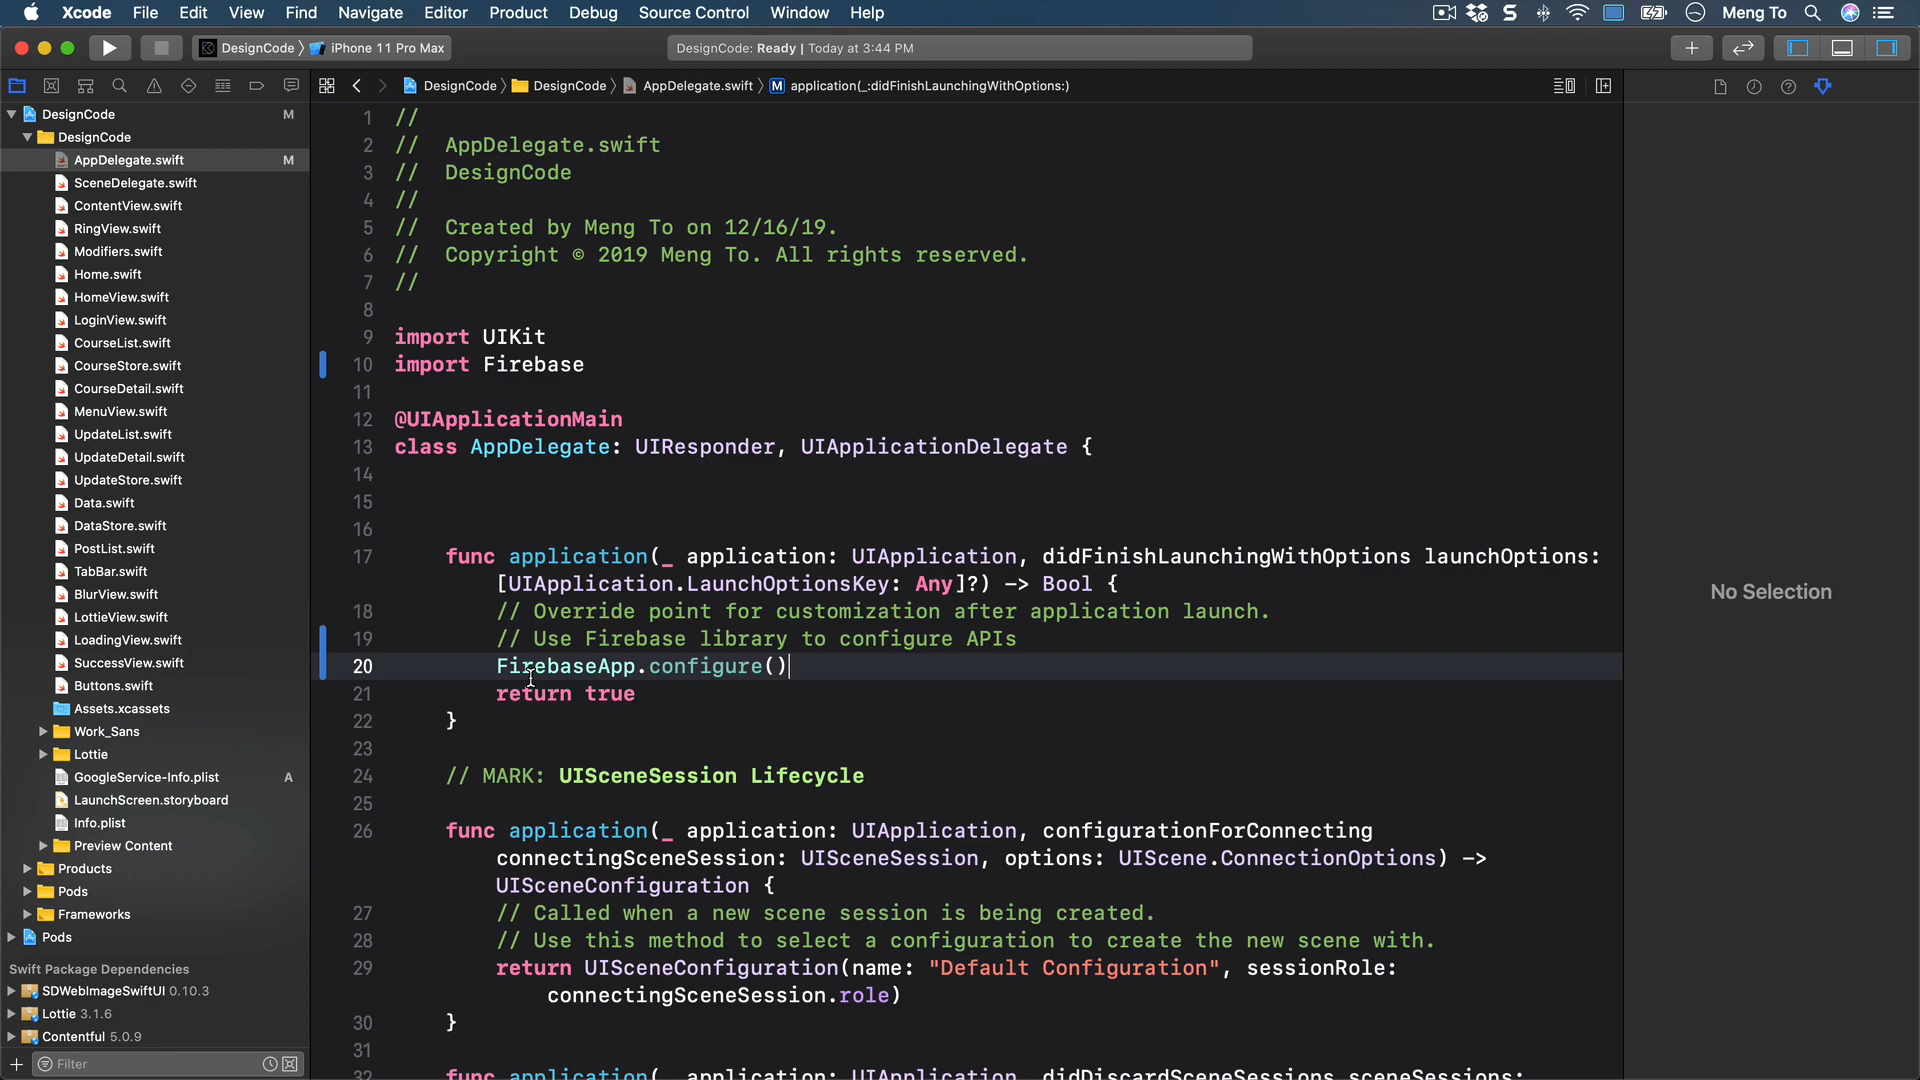 Xcode File Edit View Find Navigate Editor Product Debug Source Control Window Help
Meng To
DesignCode iPhone 11 Pro Max
DesignCode: Ready | Today at 3:44 PM
DesignCode DesignCode AppDelegate.swift M application(_:didFinishLaunchingWithOptions:)
DesignCode M
DesignCode
AppDelegate.swift M
SceneDelegate.swift
ContentView.swift
RingView.swift
Modifiers.swift
Home.swift
HomeView.swift
LoginView.swift
CourseList.swift
CourseStore.swift
CourseDetail.swift
MenuView.swift
UpdateList.swift
UpdateDetail.swift
UpdateStore.swift
Data.swift
DataStore.swift
PostList.swift
TabBar.swift
BlurView.swift
LottieView.swift
LoadingView.swift
SuccessView.swift
Buttons.swift
Assets.xcassets
Work_Sans
Lottie
GoogleService-Info.plist A
LaunchScreen.storyboard
Info.plist
Preview Content
Products
Pods
Frameworks
Pods
Swift Package Dependencies
SDWebImageSwiftUI 0.10.3
Lottie 3.1.6
Contentful 5.0.9
Filter
1 //
2 //  AppDelegate.swift
3 //  DesignCode
4 //
5 //  Created by Meng To on 12/16/19.
6 //  Copyright © 2019 Meng To. All rights reserved.
7 //
8
9 import UIKit
10 import Firebase
11
12 @UIApplicationMain
13 class AppDelegate: UIResponder, UIApplicationDelegate {
14
15
16
17 func application(_ application: UIApplication, didFinishLaunchingWithOptions launchOptions:
[UIApplication.LaunchOptionsKey: Any]?) -> Bool {
18 // Override point for customization after application launch.
19 // Use Firebase library to configure APIs
20 FirebaseApp.configure()
21 return true
22 }
23
24 // MARK: UISceneSession Lifecycle
25
26 func application(_ application: UIApplication, configurationForConnecting
connectingSceneSession: UISceneSession, options: UIScene.ConnectionOptions) ->
UISceneConfiguration {
27 // Called when a new scene session is being created.
28 // Use this method to select a configuration to create the new scene with.
29 return UISceneConfiguration(name: "Default Configuration", sessionRole:
connectingSceneSession.role)
30 }
31
32 func application(_ application: UIApplication, didDiscardSceneSessions sceneSessions:
No Selection